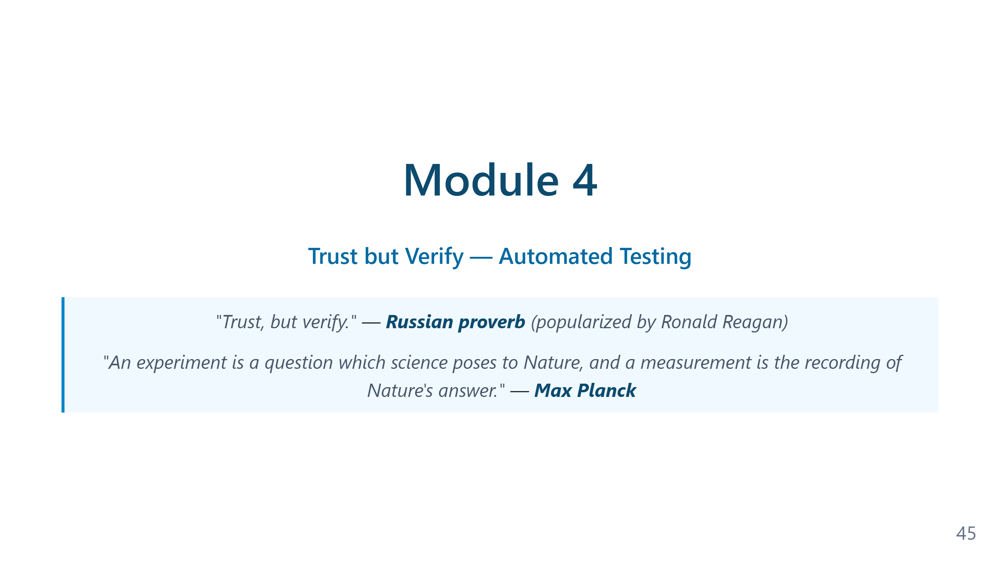 Module 4
Trust but Verify — Automated Testing
"Trust, but verify." — Russian proverb (popularized by Ronald Reagan)
"An experiment is a question which science poses to Nature, and a measurement is the recording of
Nature's answer." — Max Planck
45